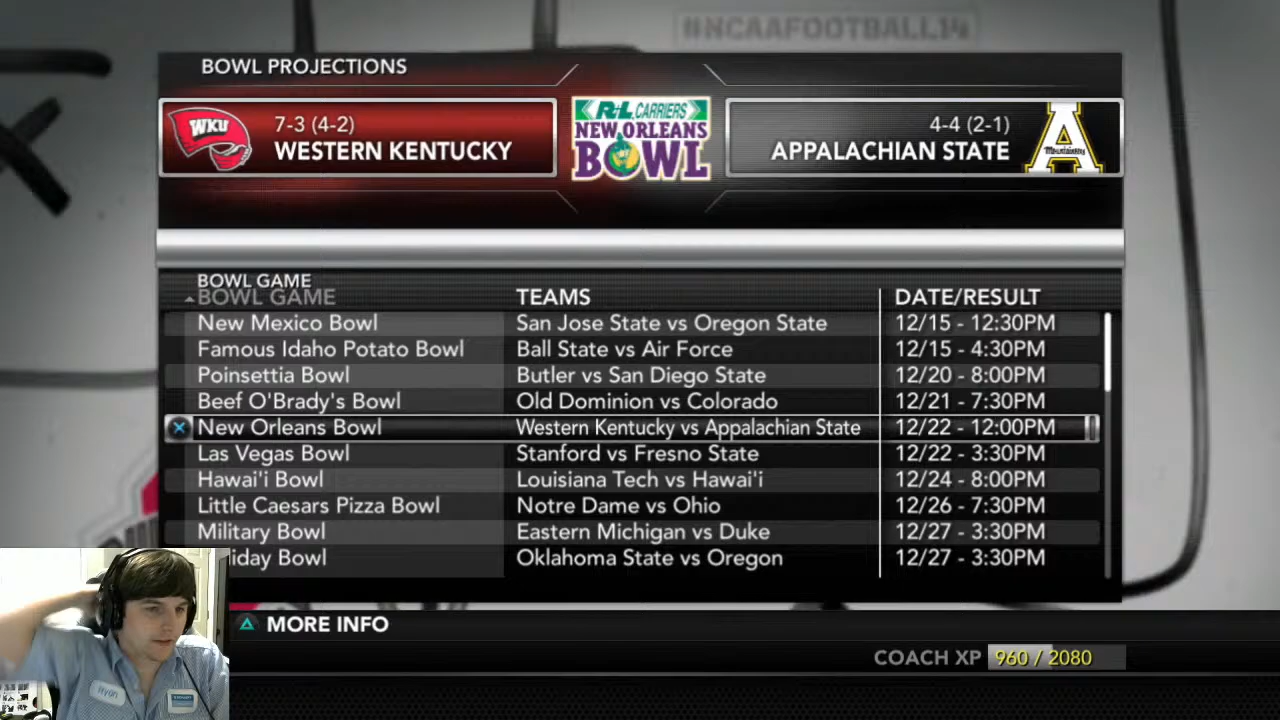 #NCAAFOOTBALL14
BOWL PROJECTIONS
WKU
7-3 (4-2)
WESTERN KENTUCKY
R+L CARRIERS
NEW ORLEANS
BOWL
4-4 (2-1)
APPALACHIAN STATE
A
Mountaineers
BOWL GAME
BOWL GAME TEAMS DATE/RESULT
New Mexico Bowl San Jose State vs Oregon State 12/15 - 12:30PM
Famous Idaho Potato Bowl Ball State vs Air Force 12/15 - 4:30PM
Poinsettia Bowl Butler vs San Diego State 12/20 - 8:00PM
Beef O'Brady's Bowl Old Dominion vs Colorado 12/21 - 7:30PM
New Orleans Bowl Western Kentucky vs Appalachian State 12/22 - 12:00PM
Las Vegas Bowl Stanford vs Fresno State 12/22 - 3:30PM
Hawai'i Bowl Louisiana Tech vs Hawai'i 12/24 - 8:00PM
Little Caesars Pizza Bowl Notre Dame vs Ohio 12/26 - 7:30PM
Military Bowl Eastern Michigan vs Duke 12/27 - 3:30PM
iday Bowl Oklahoma State vs Oregon 12/27 - 3:30PM
MORE INFO
COACH XP 960 / 2080
Ryan